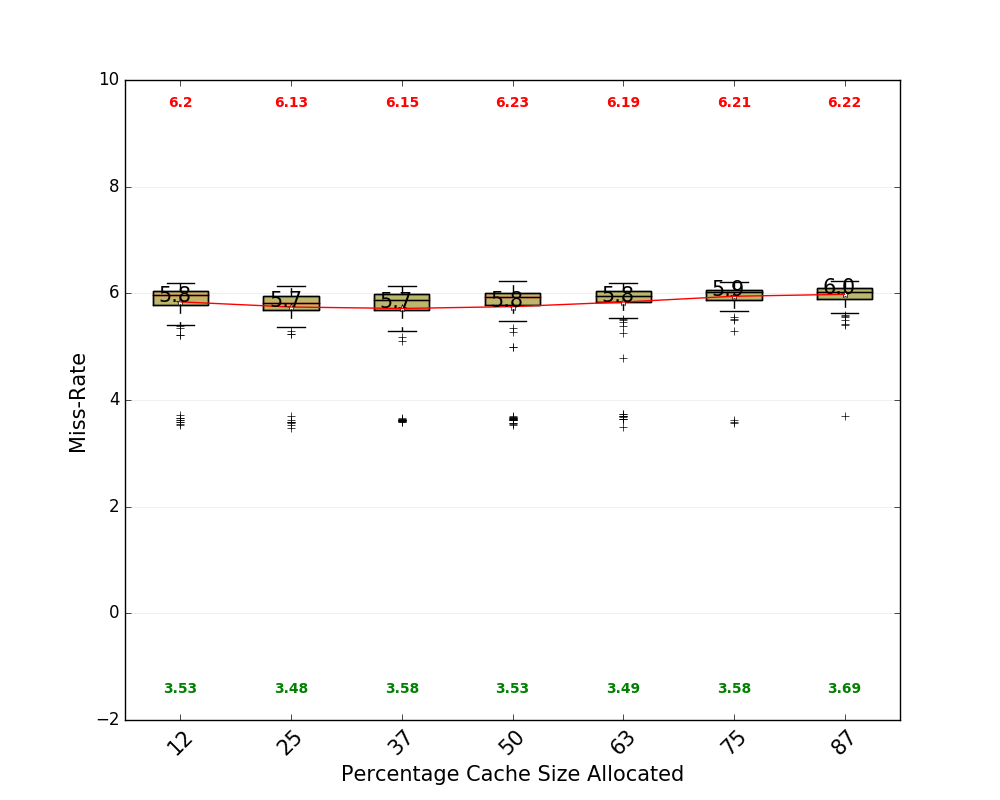 10
6.2 6.13 6.15 6.23 6.19 6.21 6.22
8
6
5.8 5.7 5.7 5.8 5.8 5.9 6.0
4
Miss-Rate
2
0
3.53 3.48 3.58 3.53 3.49 3.58 3.69
−2
12 25 37 50 63 75 87
Percentage Cache Size Allocated